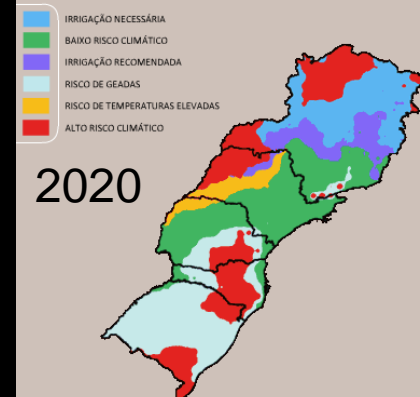 IRRIGAÇÃO NECESSÁRIA
BAIXO RISCO CLIMÁTICO
IRRIGAÇÃO RECOMENDADA
RISCO DE GEADAS
RISCO DE TEMPERATURAS ELEVADAS
ALTO RISCO CLIMÁTICO
2020